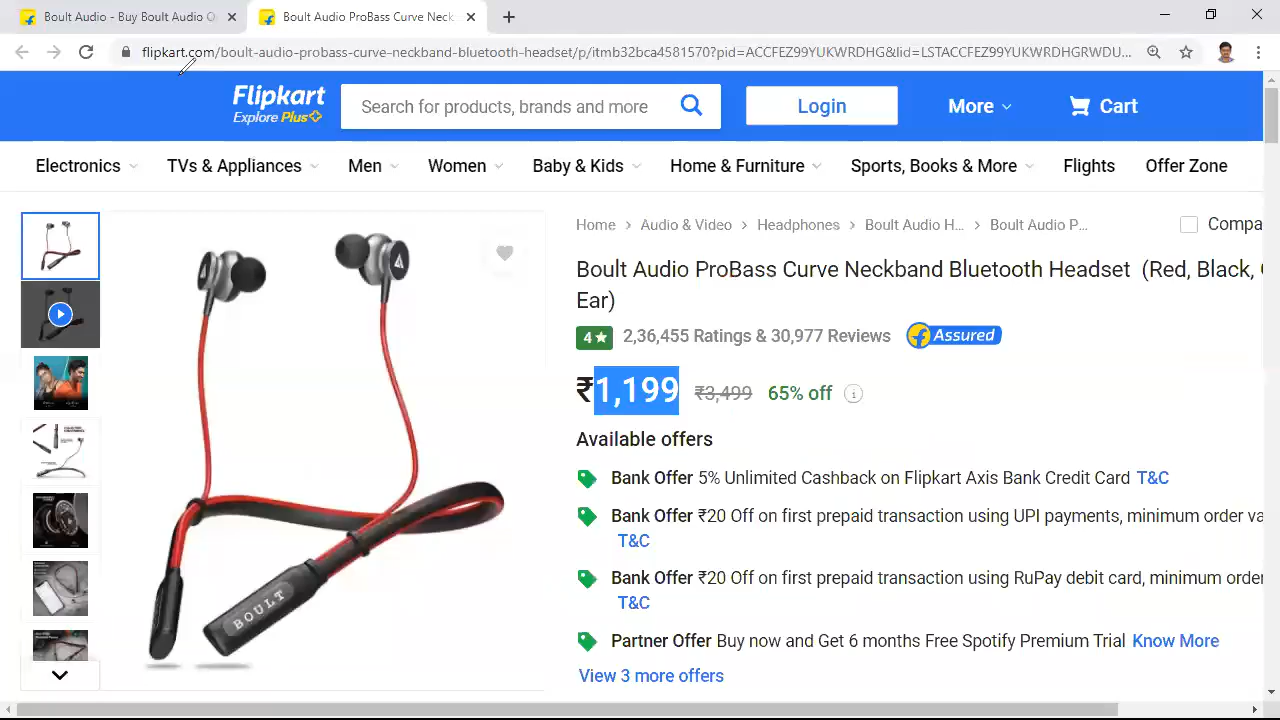 Boult Audio - Buy Boult Audio O
Boult Audio ProBass Curve Neck
flipkart.com/boult-audio-probass-curve-neckband-bluetooth-headset/p/itmb32bca4581570?pid=ACCFEZ99YUKWRDHG&lid=LSTACCFEZ99YUKWRDHGRWDU...
Flipkart
Explore Plus
Search for products, brands and more
Login
More
Cart
Electronics
TVs & Appliances
Men
Women
Baby & Kids
Home & Furniture
Sports, Books & More
Flights
Offer Zone
Home > Audio & Video > Headphones > Boult Audio H... > Boult Audio P...
Compa
Boult Audio ProBass Curve Neckband Bluetooth Headset (Red, Black,
Ear)
4★ 2,36,455 Ratings & 30,977 Reviews Assured
₹1,199 ₹3,499 65% off
Available offers
Bank Offer 5% Unlimited Cashback on Flipkart Axis Bank Credit Card T&C
Bank Offer ₹20 Off on first prepaid transaction using UPI payments, minimum order va
T&C
Bank Offer ₹20 Off on first prepaid transaction using RuPay debit card, minimum order
T&C
Partner Offer Buy now and Get 6 months Free Spotify Premium Trial Know More
View 3 more offers
BOULT